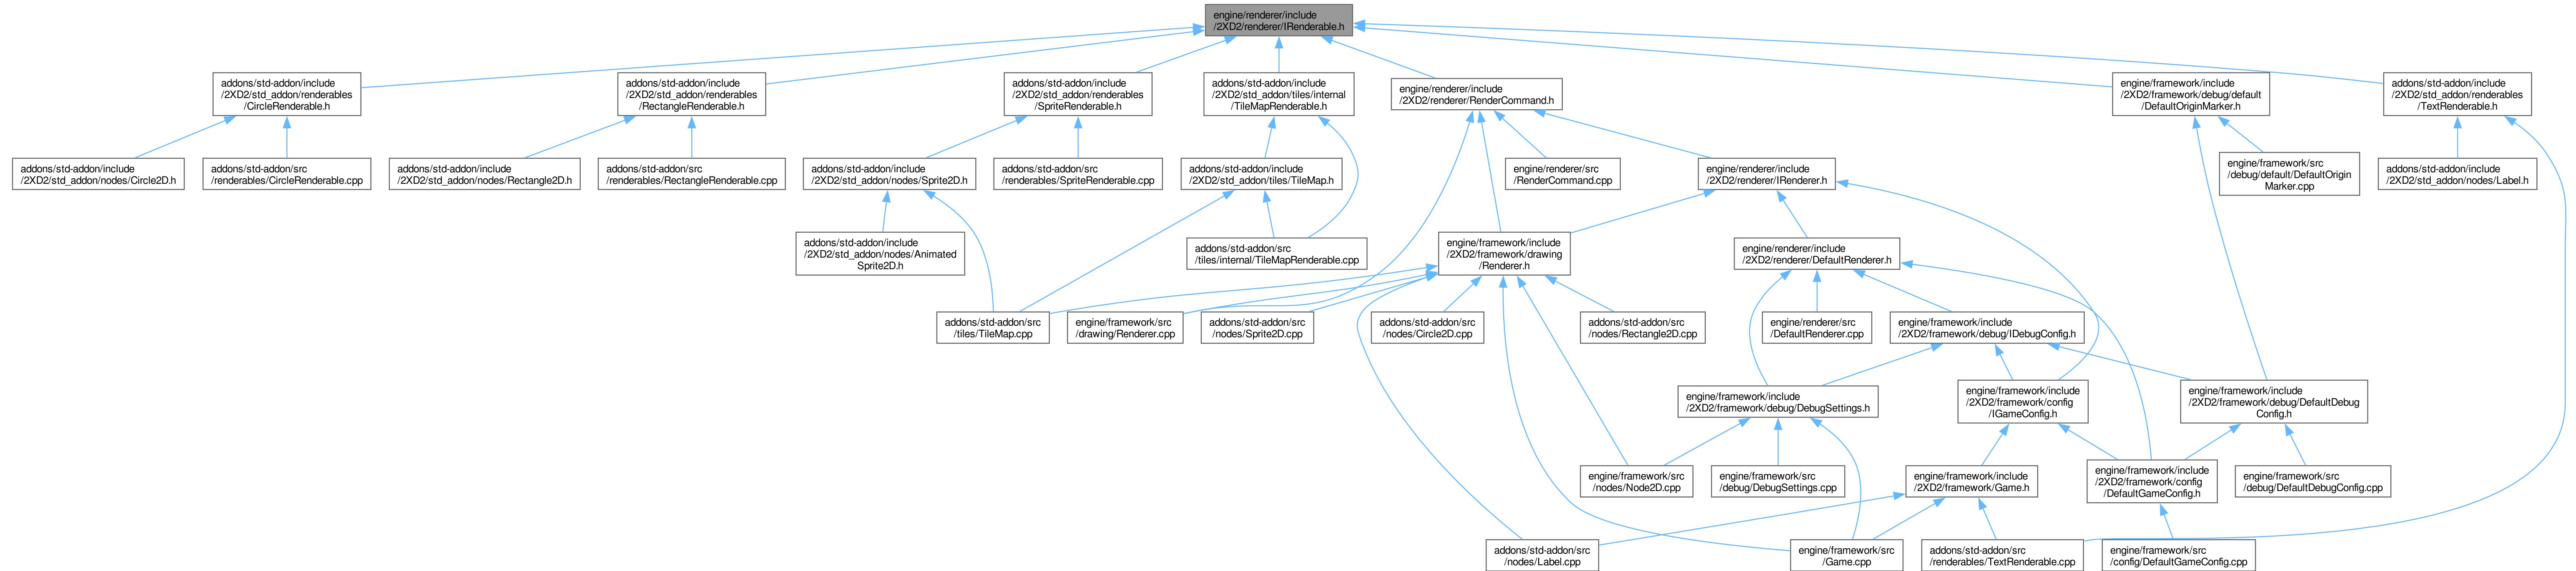 engine/renderer/include
/2XD2/renderer/IRenderable.h
addons/std-addon/include
/2XD2/std_addon/renderables
/CircleRenderable.h
addons/std-addon/include
/2XD2/std_addon/renderables
/RectangleRenderable.h
addons/std-addon/include
/2XD2/std_addon/renderables
/SpriteRenderable.h
addons/std-addon/include
/2XD2/std_addon/tiles/internal
/TileMapRenderable.h
engine/renderer/include
/2XD2/renderer/RenderCommand.h
engine/framework/include
/2XD2/framework/debug/default
/DefaultOriginMarker.h
addons/std-addon/include
/2XD2/std_addon/renderables
/TextRenderable.h
addons/std-addon/include
/2XD2/std_addon/nodes/Circle2D.h
addons/std-addon/src
/renderables/CircleRenderable.cpp
addons/std-addon/include
/2XD2/std_addon/nodes/Rectangle2D.h
addons/std-addon/src
/renderables/RectangleRenderable.cpp
addons/std-addon/include
/2XD2/std_addon/nodes/Sprite2D.h
addons/std-addon/src
/renderables/SpriteRenderable.cpp
addons/std-addon/include
/2XD2/std_addon/tiles/TileMap.h
engine/renderer/src
/RenderCommand.cpp
engine/renderer/include
/2XD2/renderer/IRenderer.h
engine/framework/src
/debug/default/DefaultOrigin
Marker.cpp
addons/std-addon/include
/2XD2/std_addon/nodes/Label.h
addons/std-addon/include
/2XD2/std_addon/nodes/Animated
Sprite2D.h
addons/std-addon/src
/tiles/internal/TileMapRenderable.cpp
engine/framework/include
/2XD2/framework/drawing
/Renderer.h
engine/renderer/include
/2XD2/renderer/DefaultRenderer.h
addons/std-addon/src
/tiles/TileMap.cpp
engine/framework/src
/drawing/Renderer.cpp
addons/std-addon/src
/nodes/Sprite2D.cpp
addons/std-addon/src
/nodes/Circle2D.cpp
addons/std-addon/src
/nodes/Rectangle2D.cpp
engine/renderer/src
/DefaultRenderer.cpp
engine/framework/include
/2XD2/framework/debug/IDebugConfig.h
engine/framework/include
/2XD2/framework/debug/DebugSettings.h
engine/framework/include
/2XD2/framework/config
/IGameConfig.h
engine/framework/include
/2XD2/framework/debug/DefaultDebug
Config.h
engine/framework/src
/nodes/Node2D.cpp
engine/framework/src
/debug/DebugSettings.cpp
engine/framework/include
/2XD2/framework/Game.h
engine/framework/include
/2XD2/framework/config
/DefaultGameConfig.h
engine/framework/src
/debug/DefaultDebugConfig.cpp
addons/std-addon/src
/nodes/Label.cpp
engine/framework/src
/Game.cpp
addons/std-addon/src
/renderables/TextRenderable.cpp
engine/framework/src
/config/DefaultGameConfig.cpp